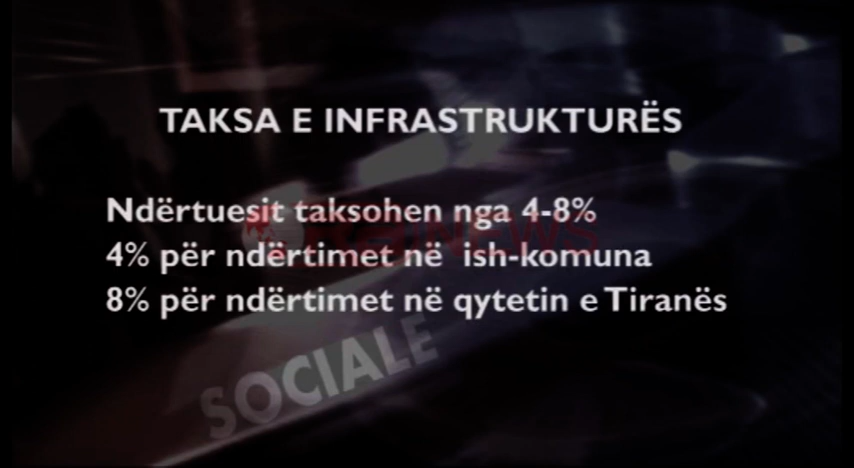 TAKSA E INFRASTRUKTURËS
Ndërtuesit taksohen nga 4-8%
NEWS
4% për ndërtimet në ish-komuna
8% për ndërtimet në qytetin e Tiranës
SOCIALE